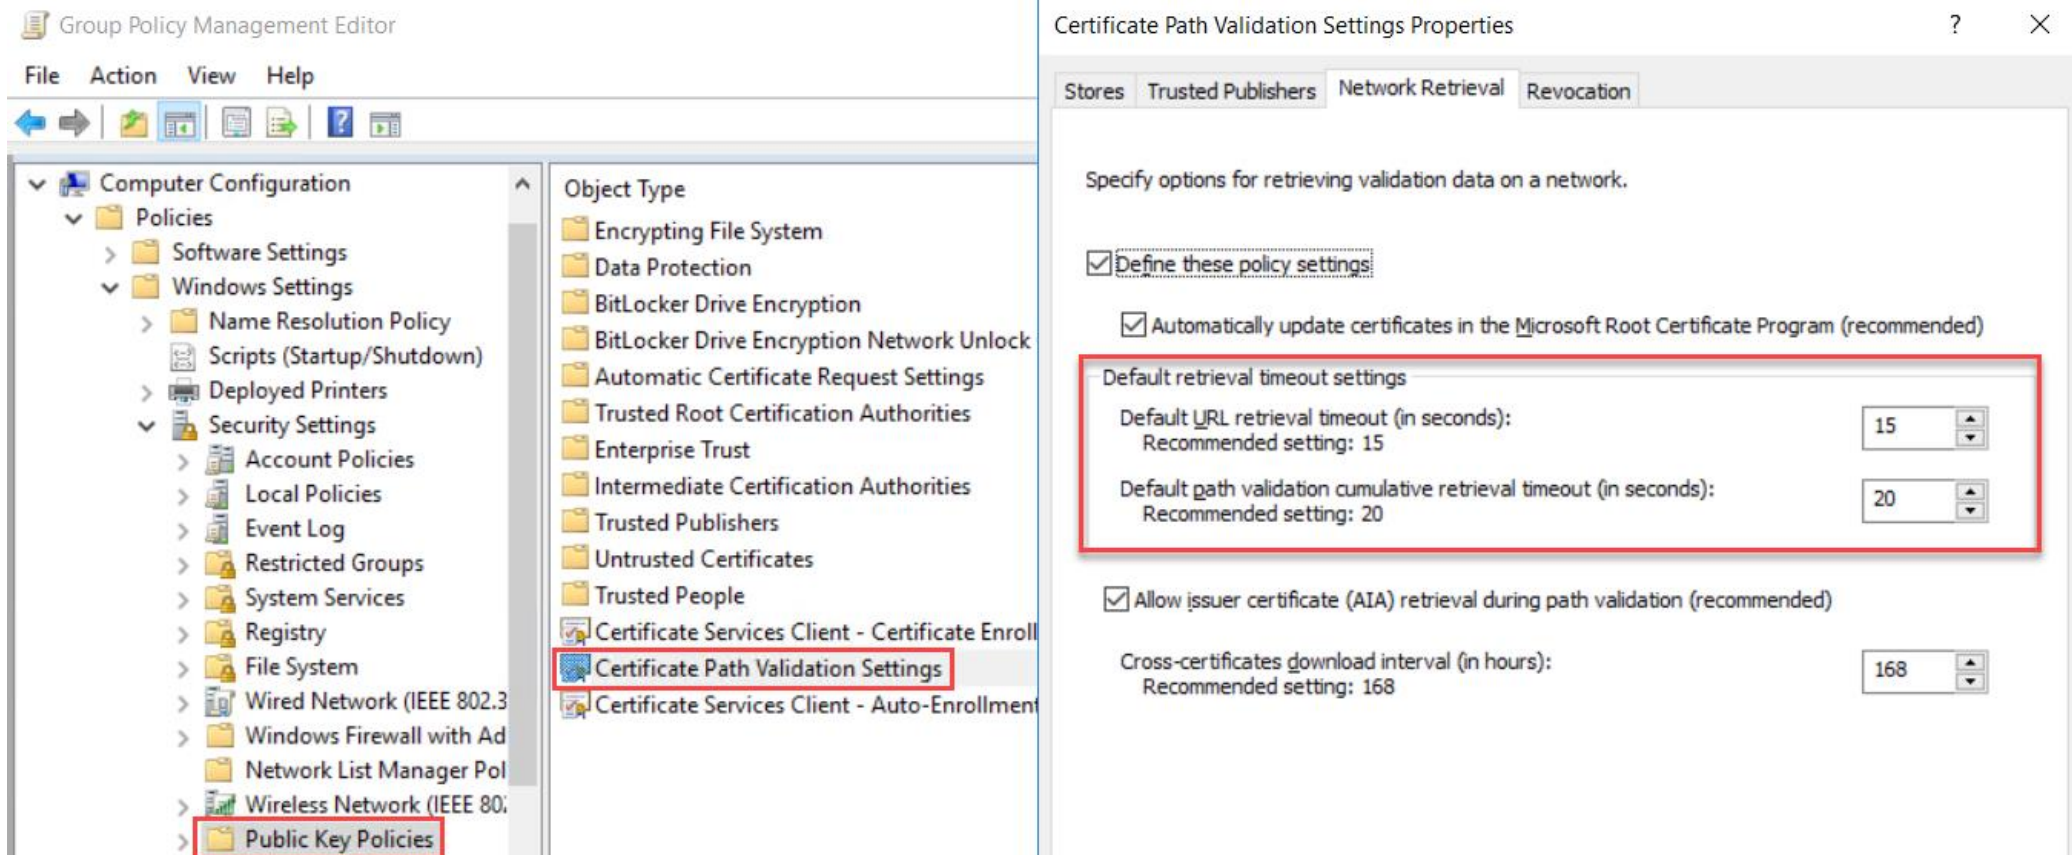 Group Policy Management Editor
File Action View Help
Computer Configuration
Policies
Software Settings
Windows Settings
Name Resolution Policy
Scripts (Startup/Shutdown)
Deployed Printers
Security Settings
Account Policies
Local Policies
Event Log
Restricted Groups
System Services
Registry
File System
Wired Network (IEEE 802.3
Windows Firewall with Ad
Network List Manager Pol
Wireless Network (IEEE 802
Public Key Policies
Object Type
Encrypting File System
Data Protection
BitLocker Drive Encryption
BitLocker Drive Encryption Network Unlock
Automatic Certificate Request Settings
Trusted Root Certification Authorities
Enterprise Trust
Intermediate Certification Authorities
Trusted Publishers
Untrusted Certificates
Trusted People
Certificate Services Client - Certificate Enroll
Certificate Path Validation Settings
Certificate Services Client - Auto-Enrollment
Certificate Path Validation Settings Properties ?
Stores Trusted Publishers Network Retrieval Revocation
Specify options for retrieving validation data on a network.
Define these policy settings
Automatically update certificates in the Microsoft Root Certificate Program (recommended)
Default retrieval timeout settings
Default URL retrieval timeout (in seconds): 15
Recommended setting: 15
Default path validation cumulative retrieval timeout (in seconds): 20
Recommended setting: 20
Allow issuer certificate (AIA) retrieval during path validation (recommended)
Cross-certificates download interval (in hours): 168
Recommended setting: 168